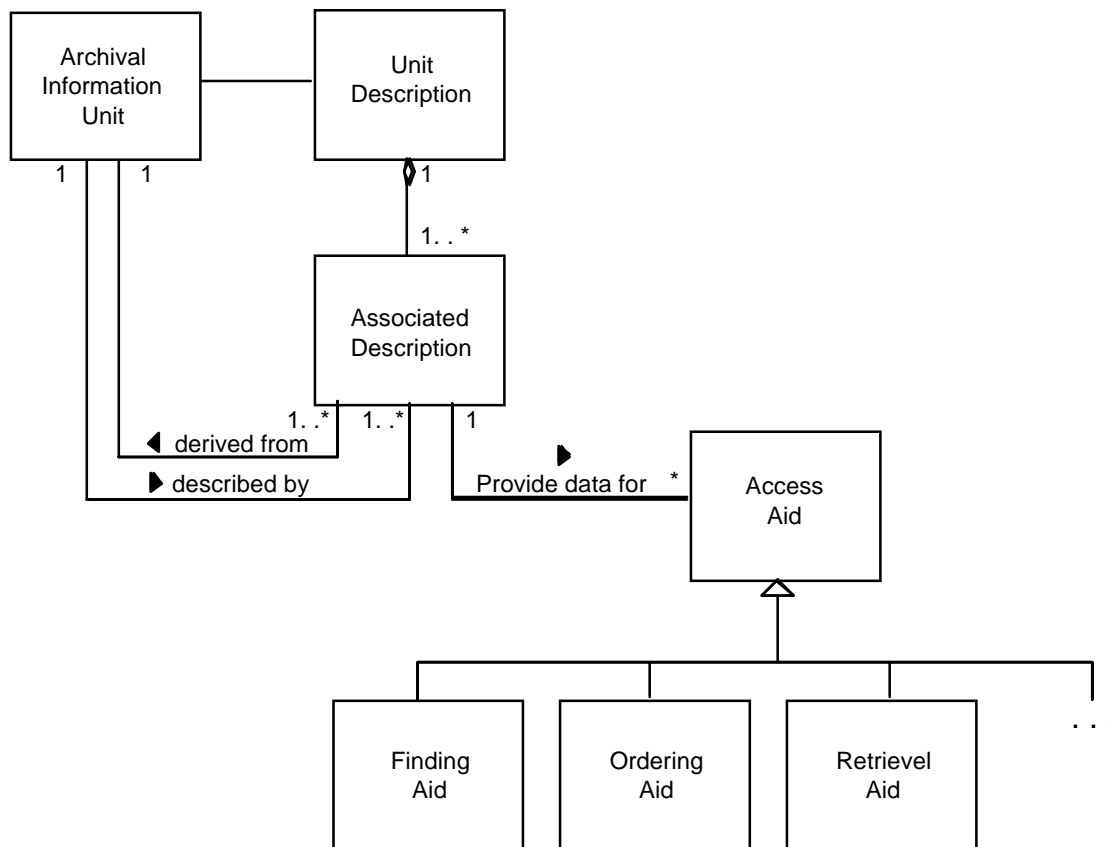 Archival
Information
Unit
Unit
Description
1
1
1
1. . *
Associated
Description
1. .*
1. .*
1
derived from
described by
Provide data for
*
Access
Aid
Finding
Aid
Ordering
Aid
Retrievel
Aid
. .